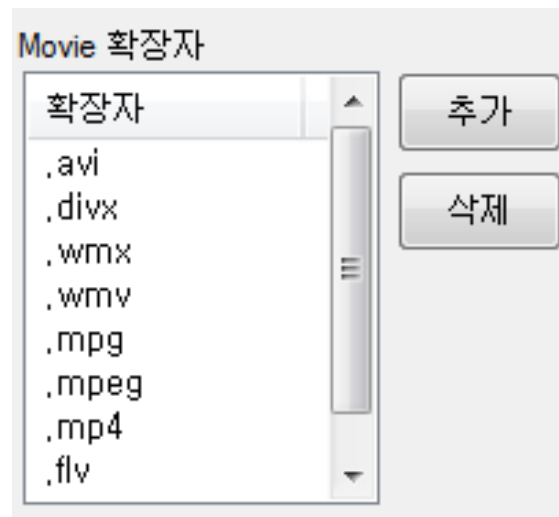 Movie 확장자
확장자
추가
.avi
삭제
.divx
.wmx
.wmv
.mpg
.mpeg
.mp4
.flv